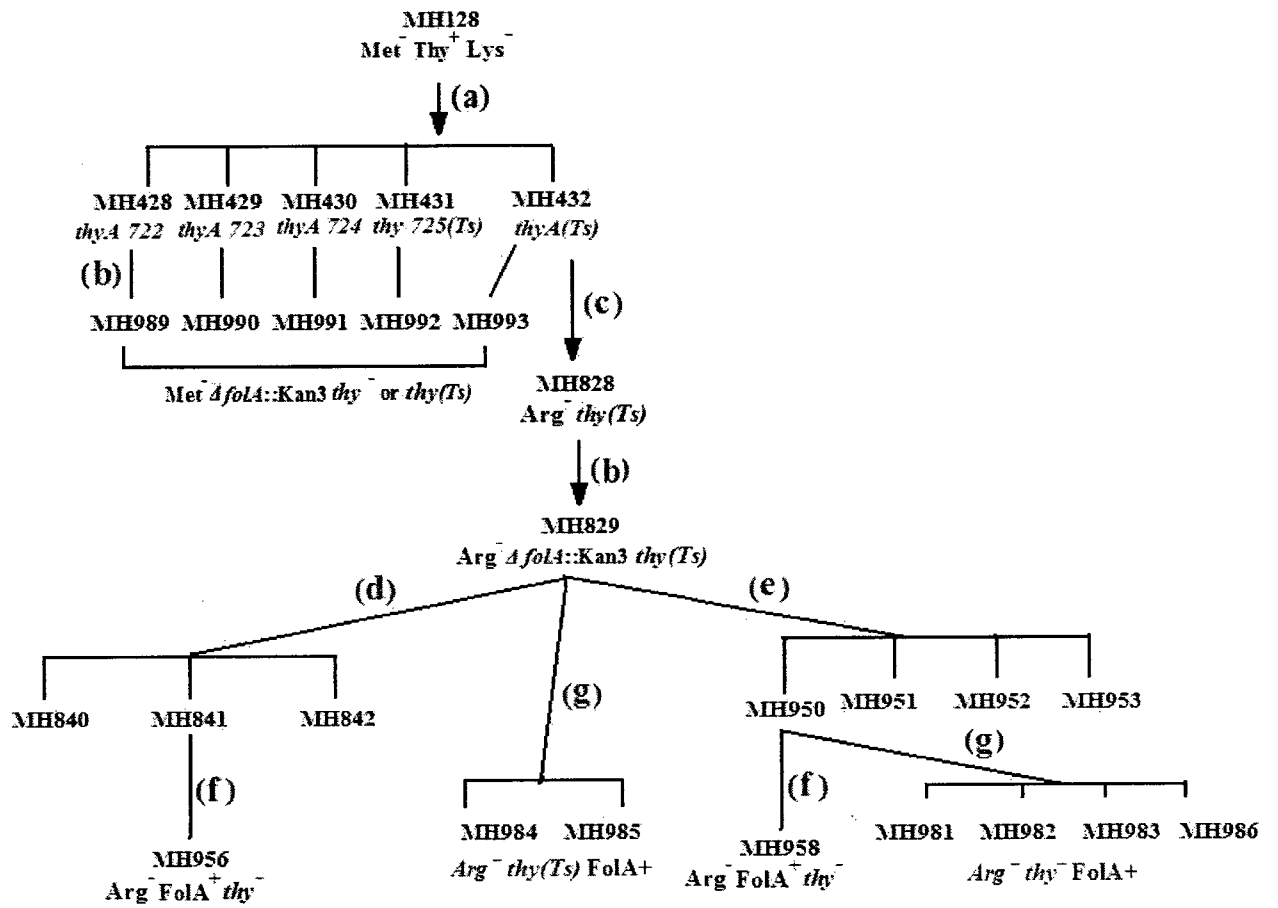 MH128
Met⁻ Thy⁺ Lys⁻
(a)
MH428 MH429 MH430 MH431 MH432
thyA 722 thyA 723 thyA 724 thy 725(Ts) thyA(Ts)
(b)
(c)
MH989 MH990 MH991 MH992 MH993
Met⁻ΔfolA::Kan3 thy⁻ or thy(Ts)
MH828
Arg⁻ thy(Ts)
(b)
MH829
Arg⁻ΔfolA::Kan3 thy(Ts)
(d) (e)
(g)
MH840 MH841 MH842 MH950 MH951 MH952 MH953
(g)
(f) (f)
MH984 MH985 MH981 MH982 MH983 MH986
MH956 MH958
Arg⁻ thy(Ts) FolA+ Arg⁻ thy⁻ FolA+
Arg⁻FolA⁺thy⁻ Arg⁻FolA⁺thy⁻